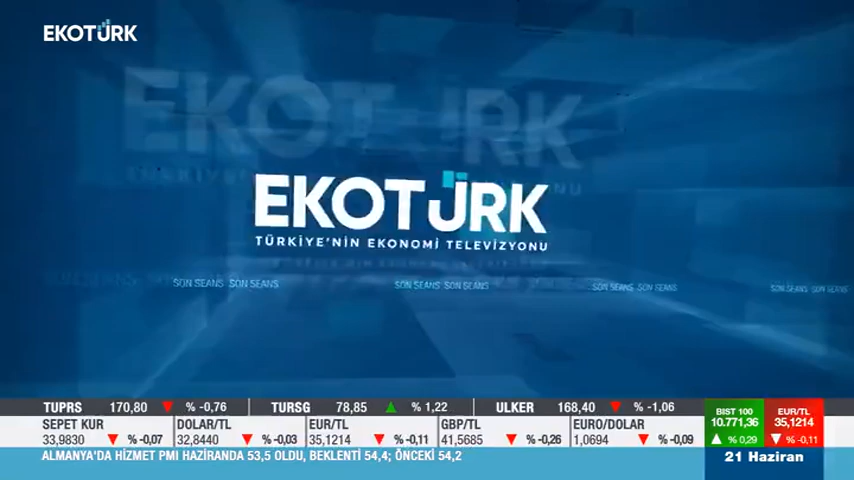 EKOTÜRK
EKOTÜRK
TÜRKİYE'NİN EKONOMİ TELEVİZYONU
SON SEANS SON SEANS SON SEANS SON SEANS SON SEANS SON SEANS SON SEANS SON SEANS
TUPRS 170,80 % -0,76 TURSG 78,85 % 1,22 ULKER 168,40 % -1,06
SEPET KUR DOLAR/TL EUR/TL GBP/TL EURO/DOLAR
33,9830 % -0,07 32,8440 % -0,03 35,1214 % -0,11 41,5685 % -0,26 1,0694 % -0,09
BIST 100
10.771,36
% 0,29
EUR/TL
35,1214
% -0,11
ALMANYA'DA HİZMET PMI HAZİRANDA 53,5 OLDU, BEKLENTİ 54,4; ÖNCEKİ 54,2
21 Haziran